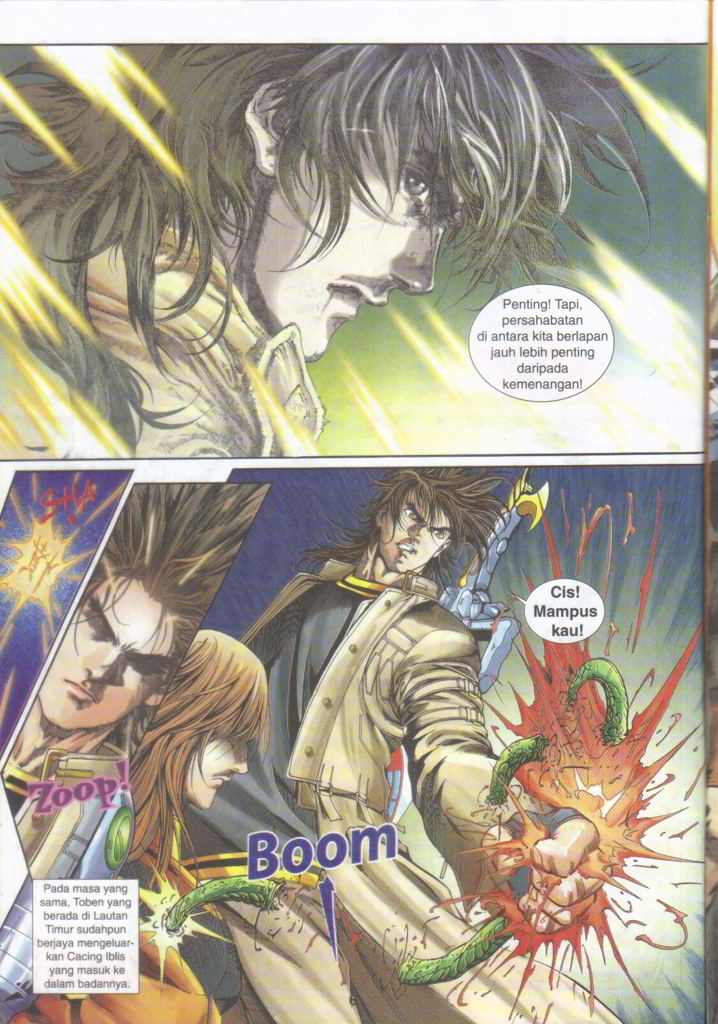 Penting! Tapi,
persahabatan
di antara kita berlapan
jauh lebih penting
daripada
kemenangan!
SHA
Cis!
Mampus
kau!
Zoop!
Boom
Pada masa yang
sama, Toben yang
berada di Lautan
Timur sudahpun
berjaya mengeluar-
kan Cacing Iblis
yang masuk ke
dalam badannya.
6